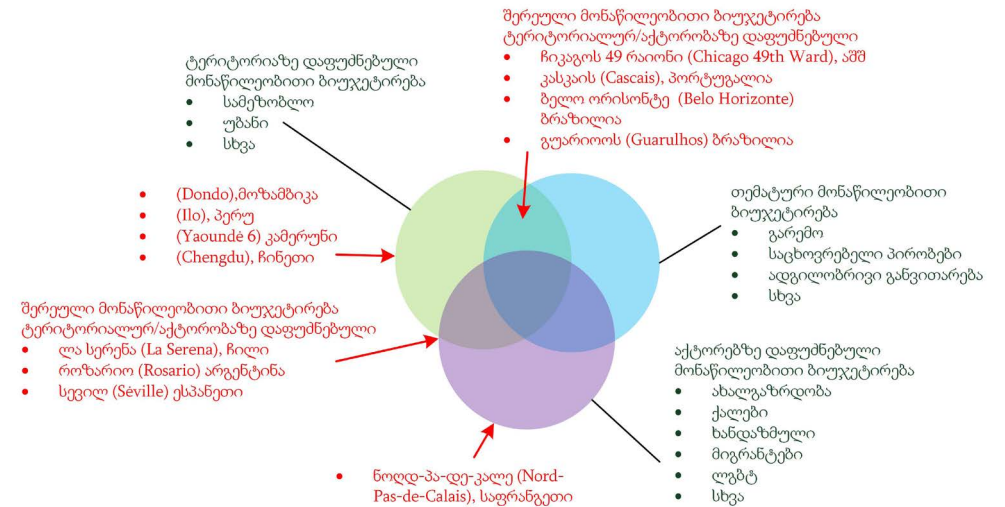 შერეული მონაწილეობითი ბიუჯეტირება
ტერიტორიალურ/აქტორობაზე დაფუძნებული
• ჩიკაგოს 49 რაიონი (Chicago 49th Ward), აშშ
• კასკაის (Cascais), პორტუგალია
• ბელო ორისონტე (Belo Horizonte)
ბრაზილია
• გუარიოოს (Guarulhos) ბრაზილია
ტერიტორიაზე დაფუძნებული
მონაწილეობითი ბიუჯეტირება
• სამეზობლო
• უბანი
• სხვა
• (Dondo),მოზამბიკა
• (Ilo), პერუ
• (Yaoundé 6) კამერუნი
• (Chengdu), ჩინეთი
თემატური მონაწილეობითი
ბიუჯეტირება
• გარემო
• საცხოვრებელი პირობები
• ადგილობრივი განვითარება
• სხვა
შერეული მონაწილეობითი ბიუჯეტირება
ტერიტორიალურ/აქტორობაზე დაფუძნებული
• ლა სერენა (La Serena), ჩილი
• როზარიო (Rosario) არგენტინა
• სევილ (Séville) ესპანეთი
აქტორებზე დაფუძნებული
მონაწილეობითი ბიუჯეტირება
• ახალგაზრდობა
• ქალები
• ხანდაზმული
• მიგრანტები
• ლგბტ
• სხვა
• ნოღდ-პა-დე-კალე (Nord-
Pas-de-Calais), საფრანგეთი